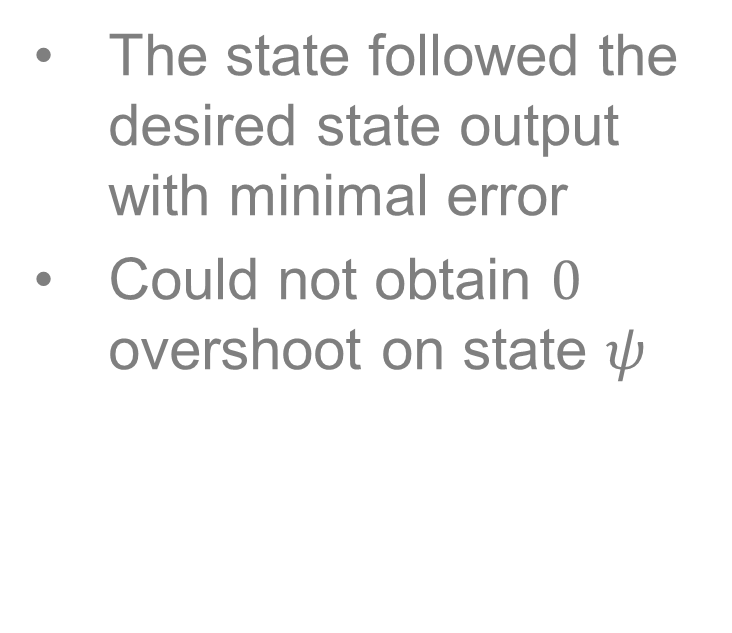 • The state followed the
desired state output
with minimal error
• Could not obtain 0
overshoot on state ψ